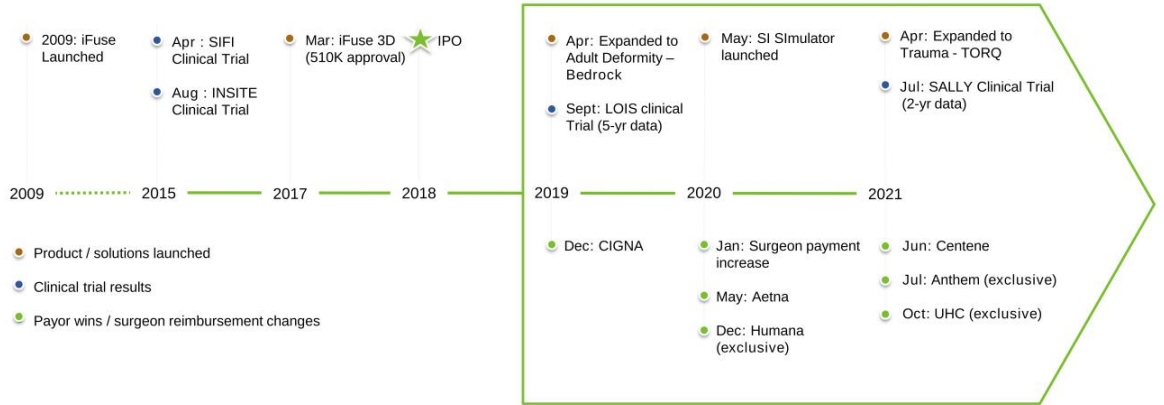 2009: iFuse
Launched
Apr : SIFI
Clinical Trial
Aug : INSITE
Clinical Trial
Mar: iFuse 3D
(510K approval)
IPO
Apr: Expanded to
Adult Deformity –
Bedrock
Sept: LOIS clinical
Trial (5-yr data)
May: SI SImulator
launched
Apr: Expanded to
Trauma - TORQ
Jul: SALLY Clinical Trial
(2-yr data)
2009
2015
2017
2018
2019
2020
2021
Product / solutions launched
Clinical trial results
Payor wins / surgeon reimbursement changes
Dec: CIGNA
Jan: Surgeon payment
increase
May: Aetna
Dec: Humana
(exclusive)
Jun: Centene
Jul: Anthem (exclusive)
Oct: UHC (exclusive)